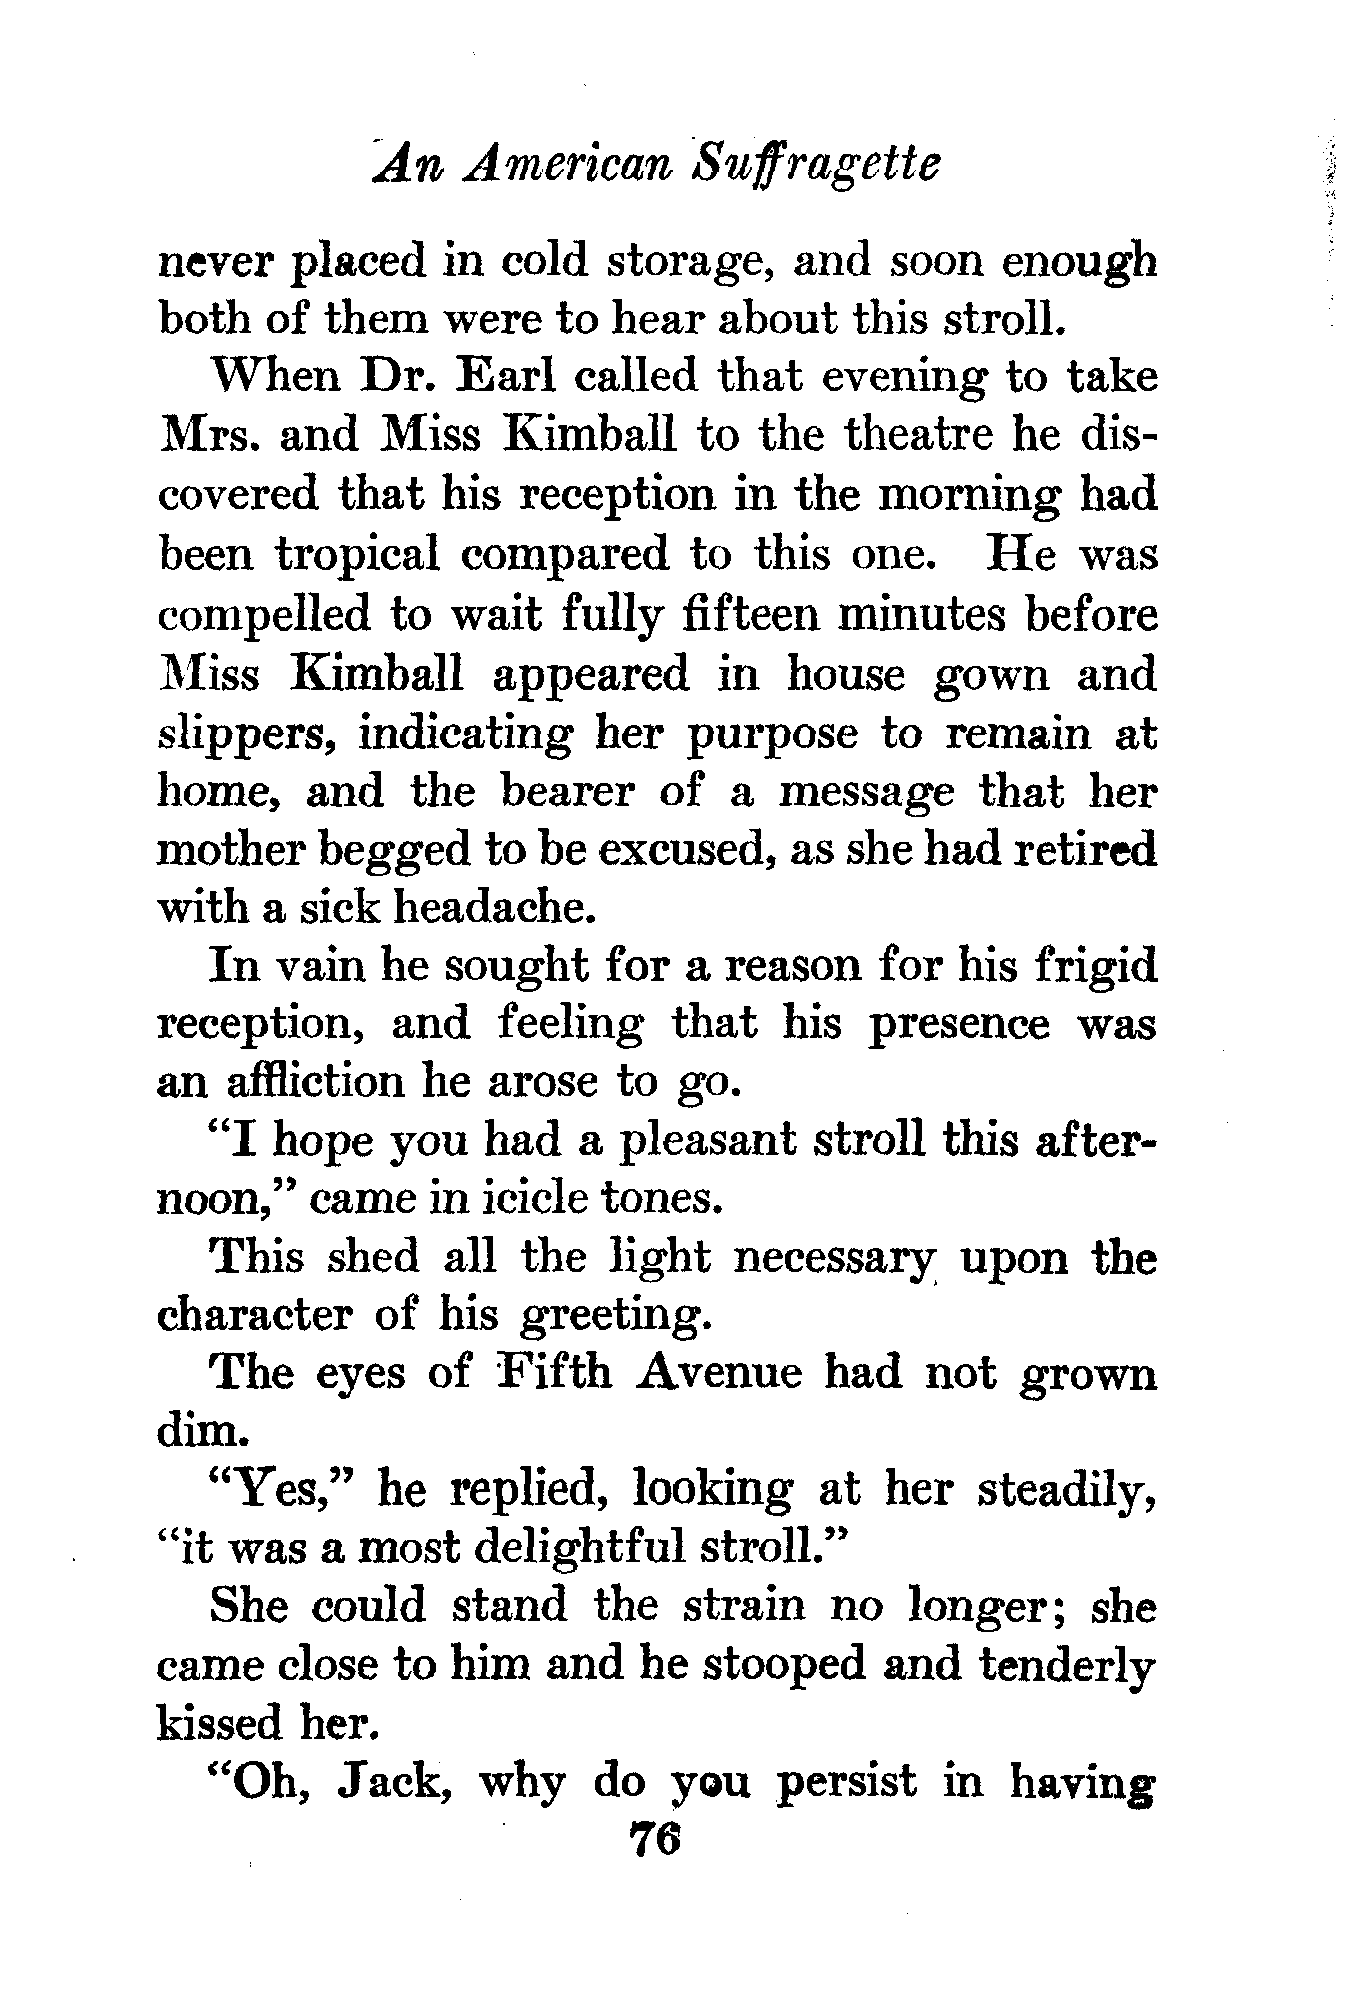 An American Suffragette
never placed in cold storage, and soon enough
both of them were to hear about this stroll.
When Dr. Earl called that evening to take
Mrs. and Miss Kimball to the theatre he dis-
covered that his reception in the morning had
been tropical compared to this one. He was
compelled to wait fully fifteen minutes before
Miss Kimball appeared in house gown and
slippers, indicating her purpose to remain at
home, and the bearer of a message that her
mother begged to be excused, as she had retired
with a sick headache.
In vain he sought for a reason for his frigid
reception, and feeling that his presence was
an affliction he arose to go.
"I hope you had a pleasant stroll this after-
noon," came in icicle tones.
This shed all the light necessary upon the
character of his greeting.
The eyes of Fifth Avenue had not grown
dim.
"Yes," he replied, looking at her steadily,
"it was a most delightful stroll."
She could stand the strain no longer; she
came close to him and he stooped and tenderly
kissed her.
"Oh, Jack, why do you persist in having
76